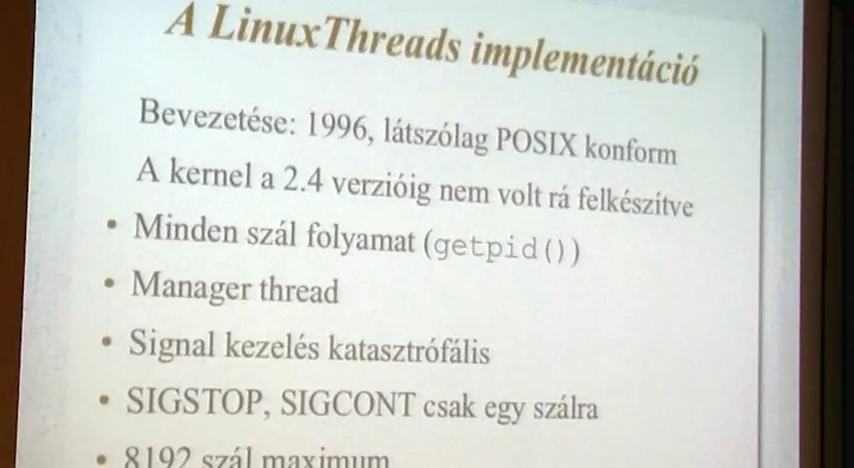 A LinuxThreads implementáció
Bevezetése: 1996, látszólag POSIX konform
A kernel a 2.4 verzióig nem volt rá felkészítve
• Minden szál folyamat (getpid())
• Manager thread
• Signal kezelés katasztrófális
• SIGSTOP, SIGCONT csak egy szálra
• 8192 szál maximum